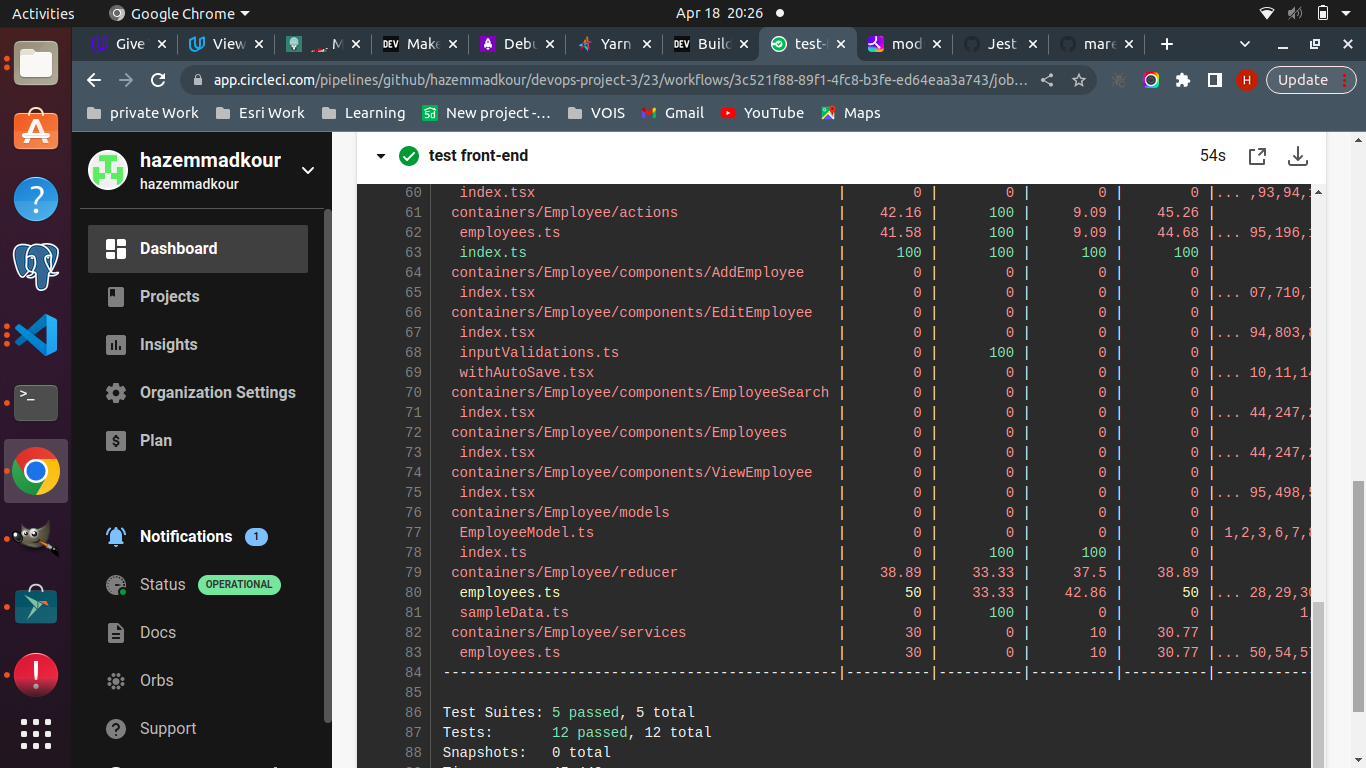 Activities Google Chrome Apr 18 20:26
Give View M Make Debu Yarn Build test- mod Jest mare
app.circleci.com/pipelines/github/hazemmadkour/devops-project-3/23/workflows/3c521f88-89f1-4fc8-b3fe-ed64eaa3a743/job... H Update
private Work Esri Work Learning New project -... VOIS Gmail YouTube Maps
hazemmadkour
hazemmadkour
Dashboard
Projects
Insights
Organization Settings
Plan
Notifications 1
Status OPERATIONAL
Docs
Orbs
Support
test front-end 54s
60 index.tsx | 0 | 0 | 0 | 0 |... ,93,94,
61 containers/Employee/actions | 42.16 | 100 | 9.09 | 45.26 |
62 employees.ts | 41.58 | 100 | 9.09 | 44.68 |... 95,196,
63 index.ts | 100 | 100 | 100 | 100 |
64 containers/Employee/components/AddEmployee | 0 | 0 | 0 | 0 |
65 index.tsx | 0 | 0 | 0 | 0 |... 07,710,
66 containers/Employee/components/EditEmployee | 0 | 0 | 0 | 0 |
67 index.tsx | 0 | 0 | 0 | 0 |... 94,803,
68 inputValidations.ts | 0 | 100 | 0 | 0 |
69 withAutoSave.tsx | 0 | 0 | 0 | 0 |... 10,11,14
70 containers/Employee/components/EmployeeSearch | 0 | 0 | 0 | 0 |
71 index.tsx | 0 | 0 | 0 | 0 |... 44,247,
72 containers/Employee/components/Employees | 0 | 0 | 0 | 0 |
73 index.tsx | 0 | 0 | 0 | 0 |... 44,247,
74 containers/Employee/components/ViewEmployee | 0 | 0 | 0 | 0 |
75 index.tsx | 0 | 0 | 0 | 0 |... 95,498,
76 containers/Employee/models | 0 | 0 | 0 | 0 |
77 EmployeeModel.ts | 0 | 0 | 0 | 0 | 1,2,3,6,7,
78 index.ts | 0 | 100 | 100 | 0 |
79 containers/Employee/reducer | 38.89 | 33.33 | 37.5 | 38.89 |
80 employees.ts | 50 | 33.33 | 42.86 | 50 |... 28,29,30
81 sampleData.ts | 0 | 100 | 0 | 0 | 1,
82 containers/Employee/services | 30 | 0 | 10 | 30.77 |
83 employees.ts | 30 | 0 | 10 | 30.77 |... 50,54,57
84 -----------------------------------------------|----------|----------|----------|----------|------------
85
86 Test Suites: 5 passed, 5 total
87 Tests: 12 passed, 12 total
88 Snapshots: 0 total